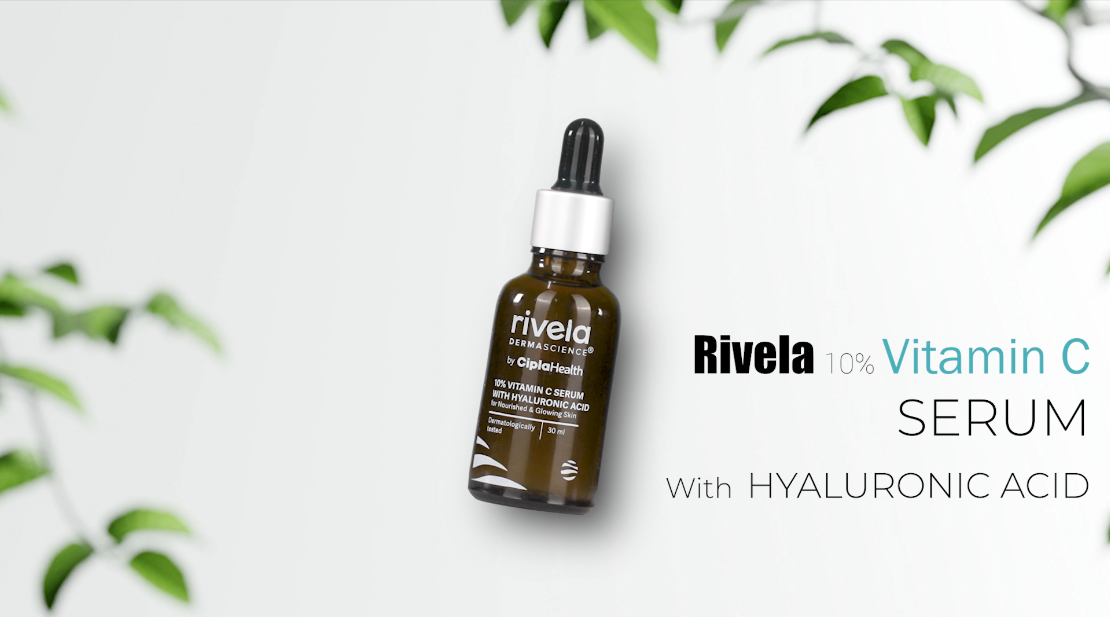 rivela
DERMASCIENCE®
by CiplaHealth
10% VITAMIN C SERUM
WITH HYALURONIC ACID
for Nourished & Glowing Skin
Dermatologically
tested
30 ml
Rivela 10% Vitamin C
SERUM
With HYALURONIC ACID